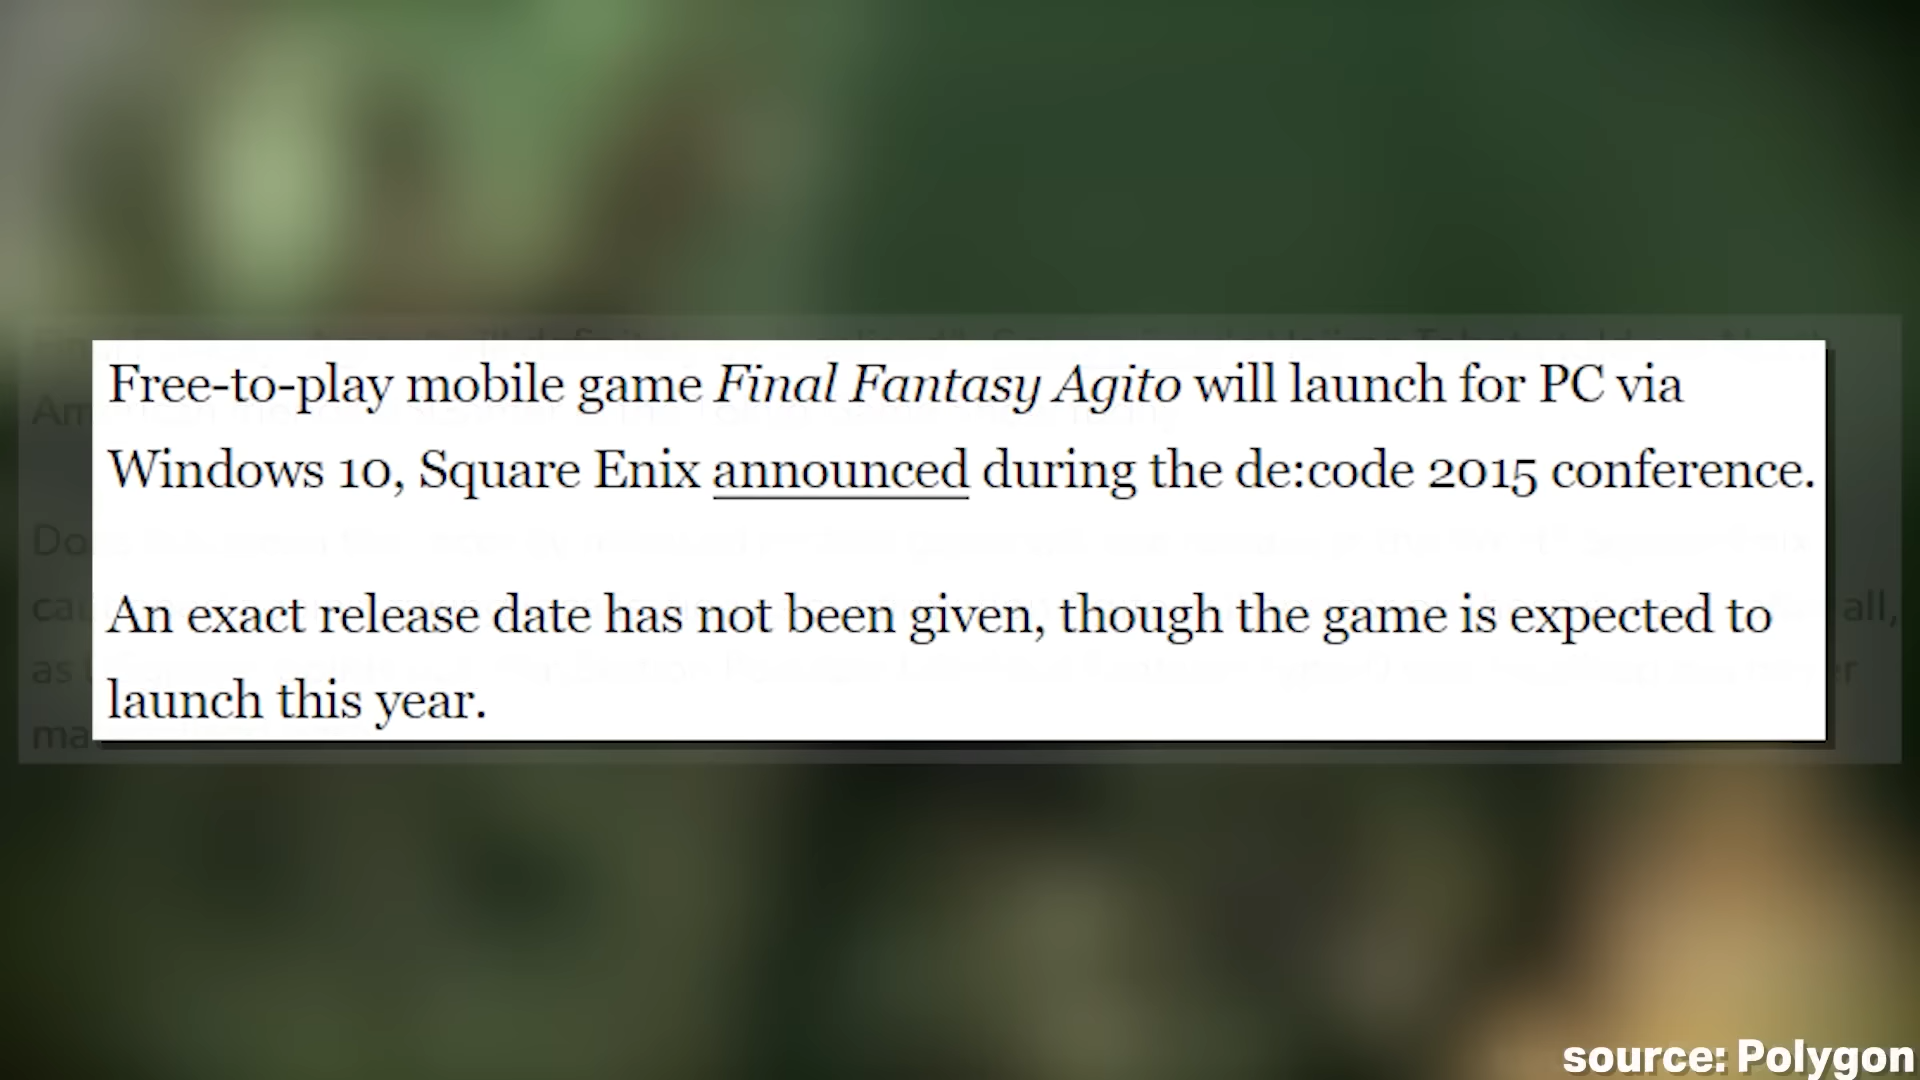 Free-to-play mobile game Final Fantasy Agito will launch for PC via
Windows 10, Square Enix announced during the de:code 2015 conference.
An exact release date has not been given, though the game is expected to
launch this year.
all,
source: Polygon